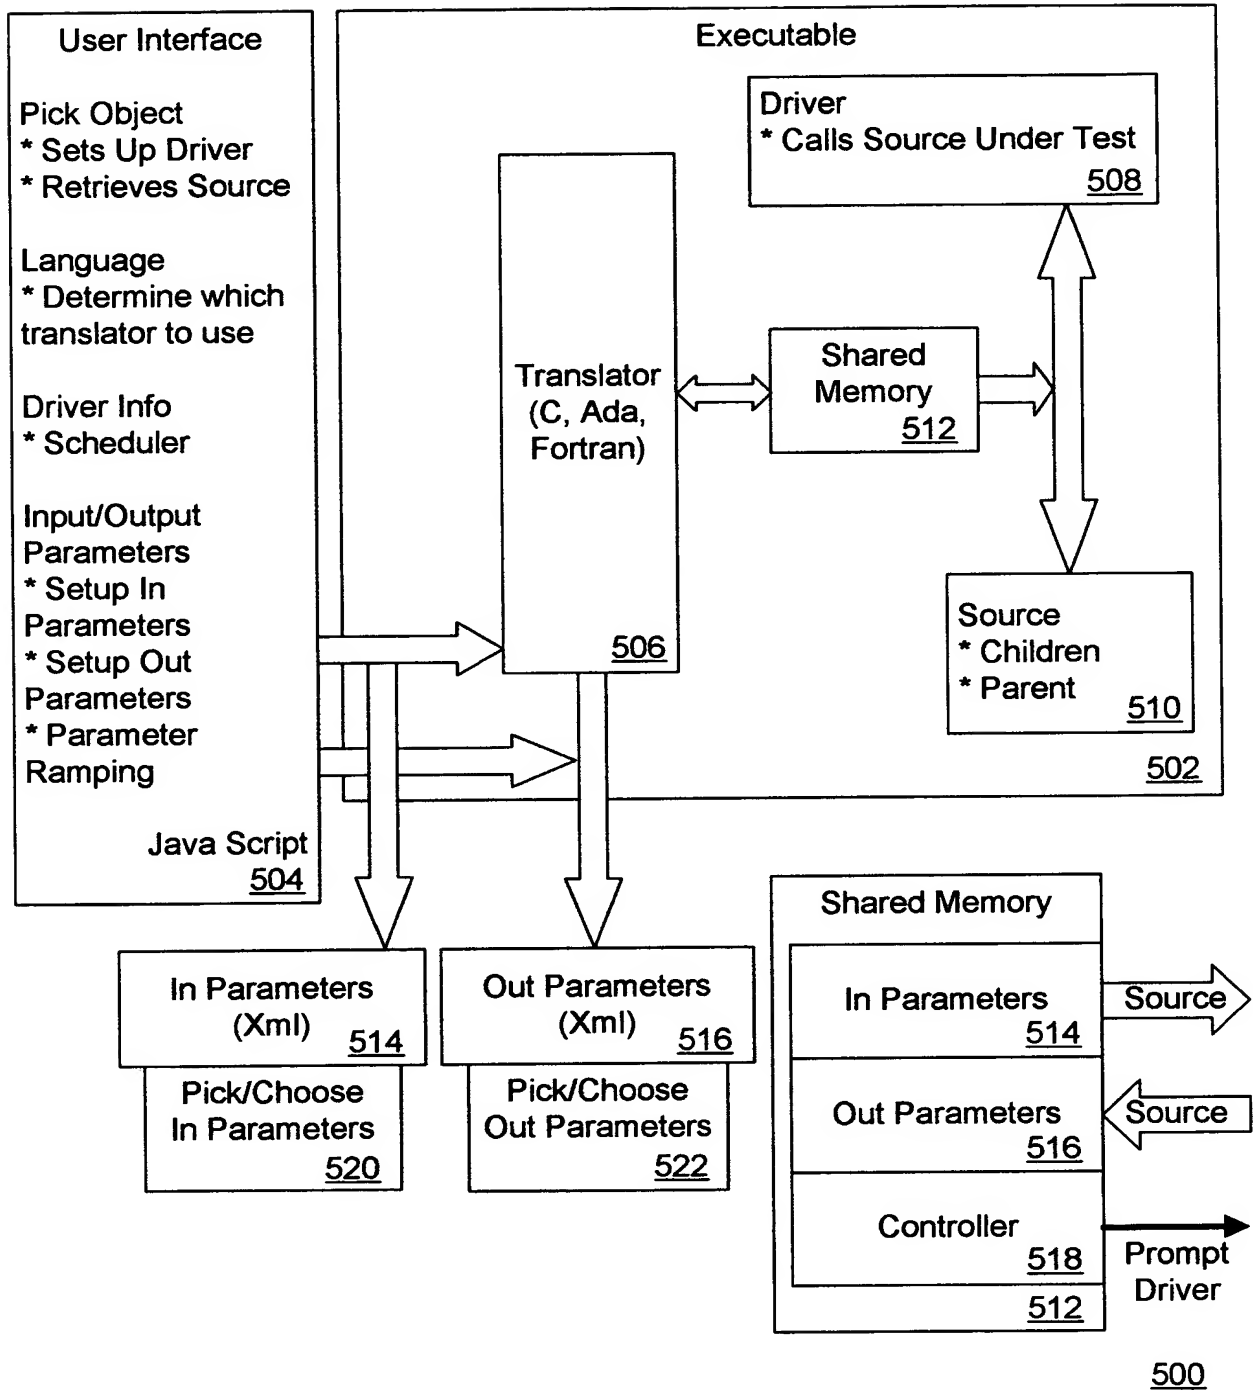 User Interface
Pick Object
* Sets Up Driver
* Retrieves Source
Language
* Determine which
translator to use
Driver Info
* Scheduler
Input/Output
Parameters
* Setup In
Parameters
* Setup Out
Parameters
* Parameter
Ramping
Java Script
504
Executable
Driver
* Calls Source Under Test
508
Translator
(C, Ada,
Fortran)
506
Shared
Memory
512
Source
* Children
* Parent
510
502
In Parameters
(Xml)
514
Pick/Choose
In Parameters
520
Out Parameters
(Xml)
516
Pick/Choose
Out Parameters
522
Shared Memory
In Parameters
514
Source
Out Parameters
516
Source
Controller
518
Prompt
Driver
512
500